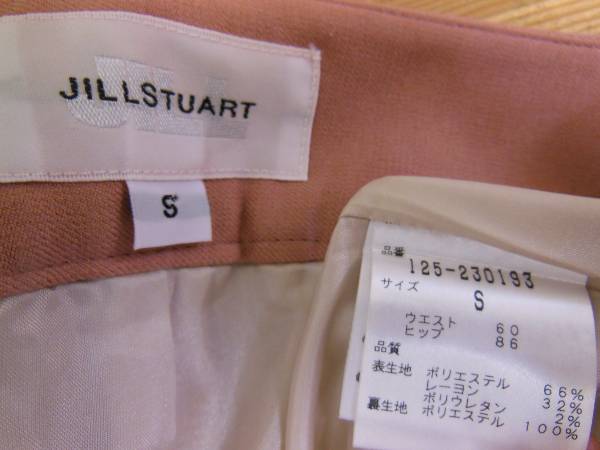 JILLSTUART
S
品番
125-230193
サイズ
S
ウエスト 60
ヒップ 86
品質
表生地 ポリエステル 66%
レーヨン 32%
ポリウレタン 2%
裏生地 ポリエステル 100%